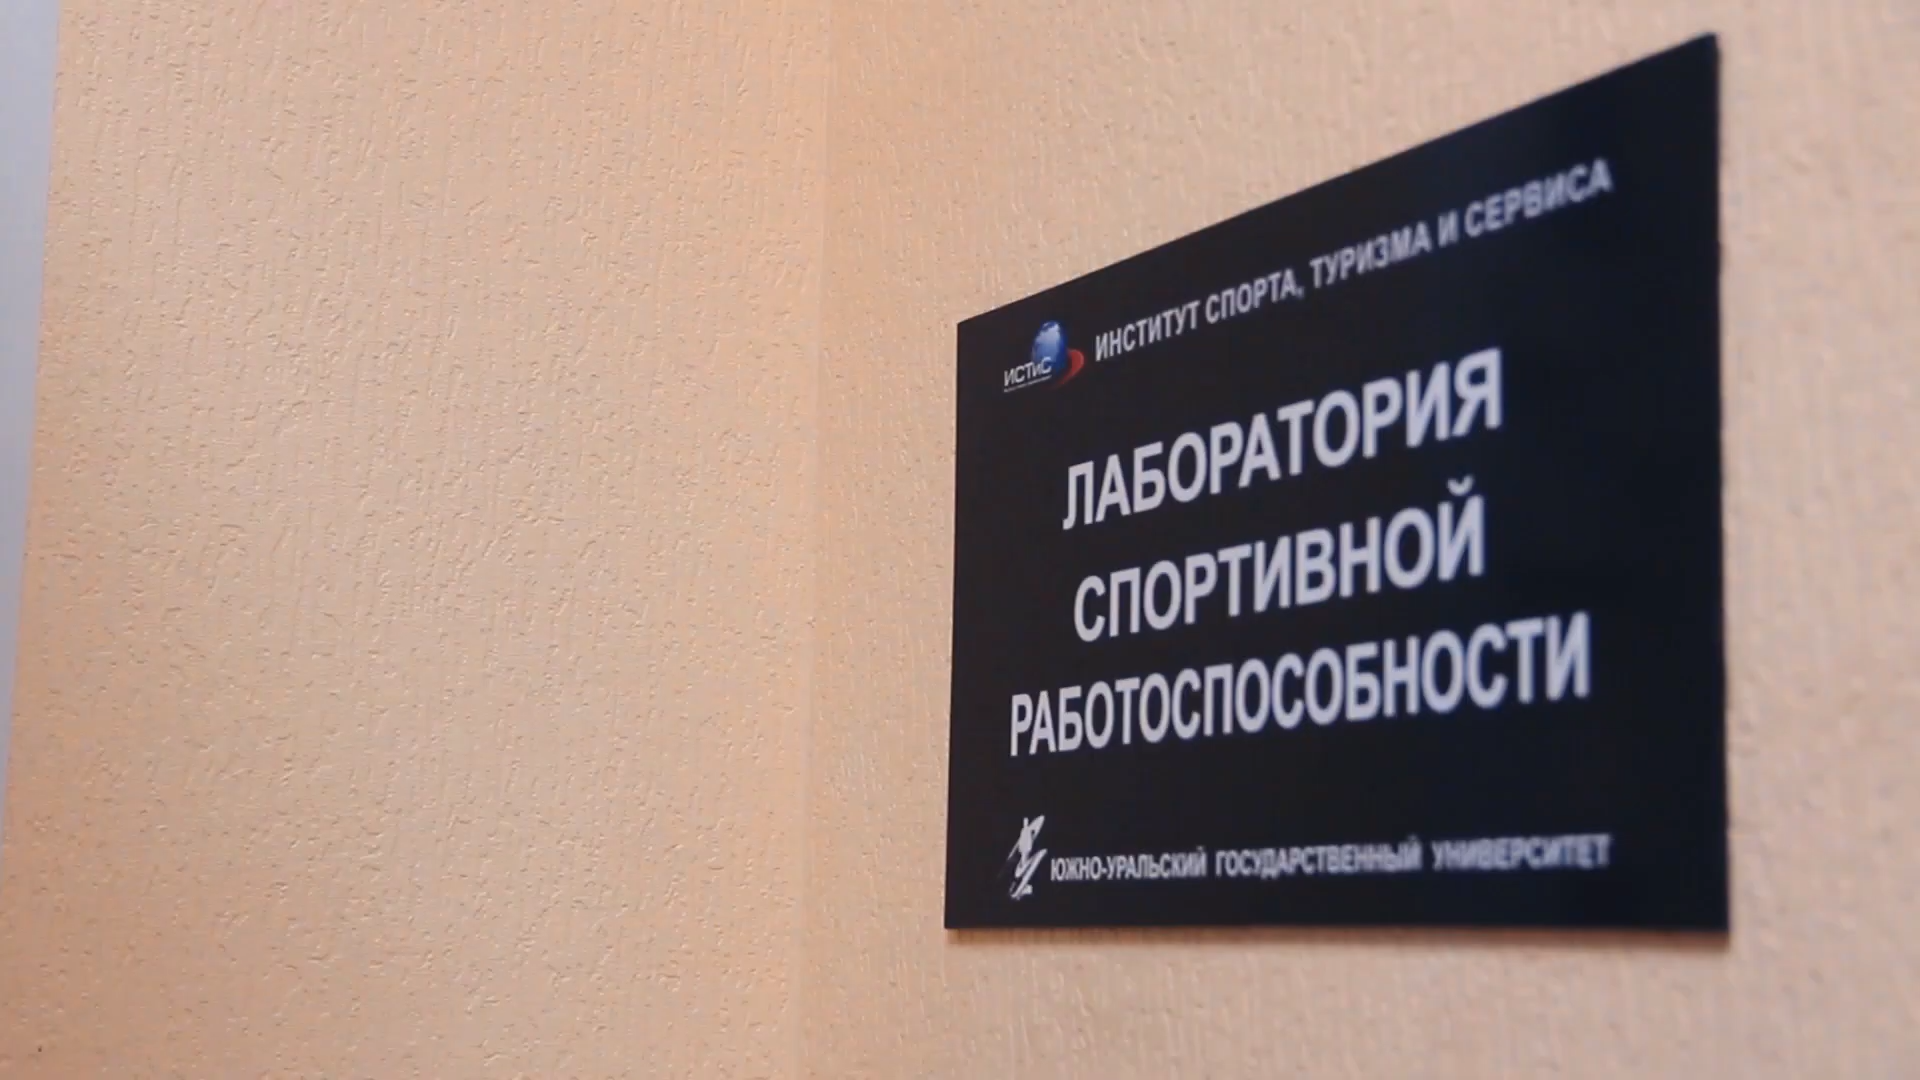 ИНСТИТУТ СПОРТА, ТУРИЗМА И СЕРВИСА
ИСТиС
ЛАБОРАТОРИЯ
СПОРТИВНОЙ
РАБОТОСПОСОБНОСТИ
ЮЖНО-УРАЛЬСКИЙ ГОСУДАРСТВЕННЫЙ УНИВЕРСИТЕТ